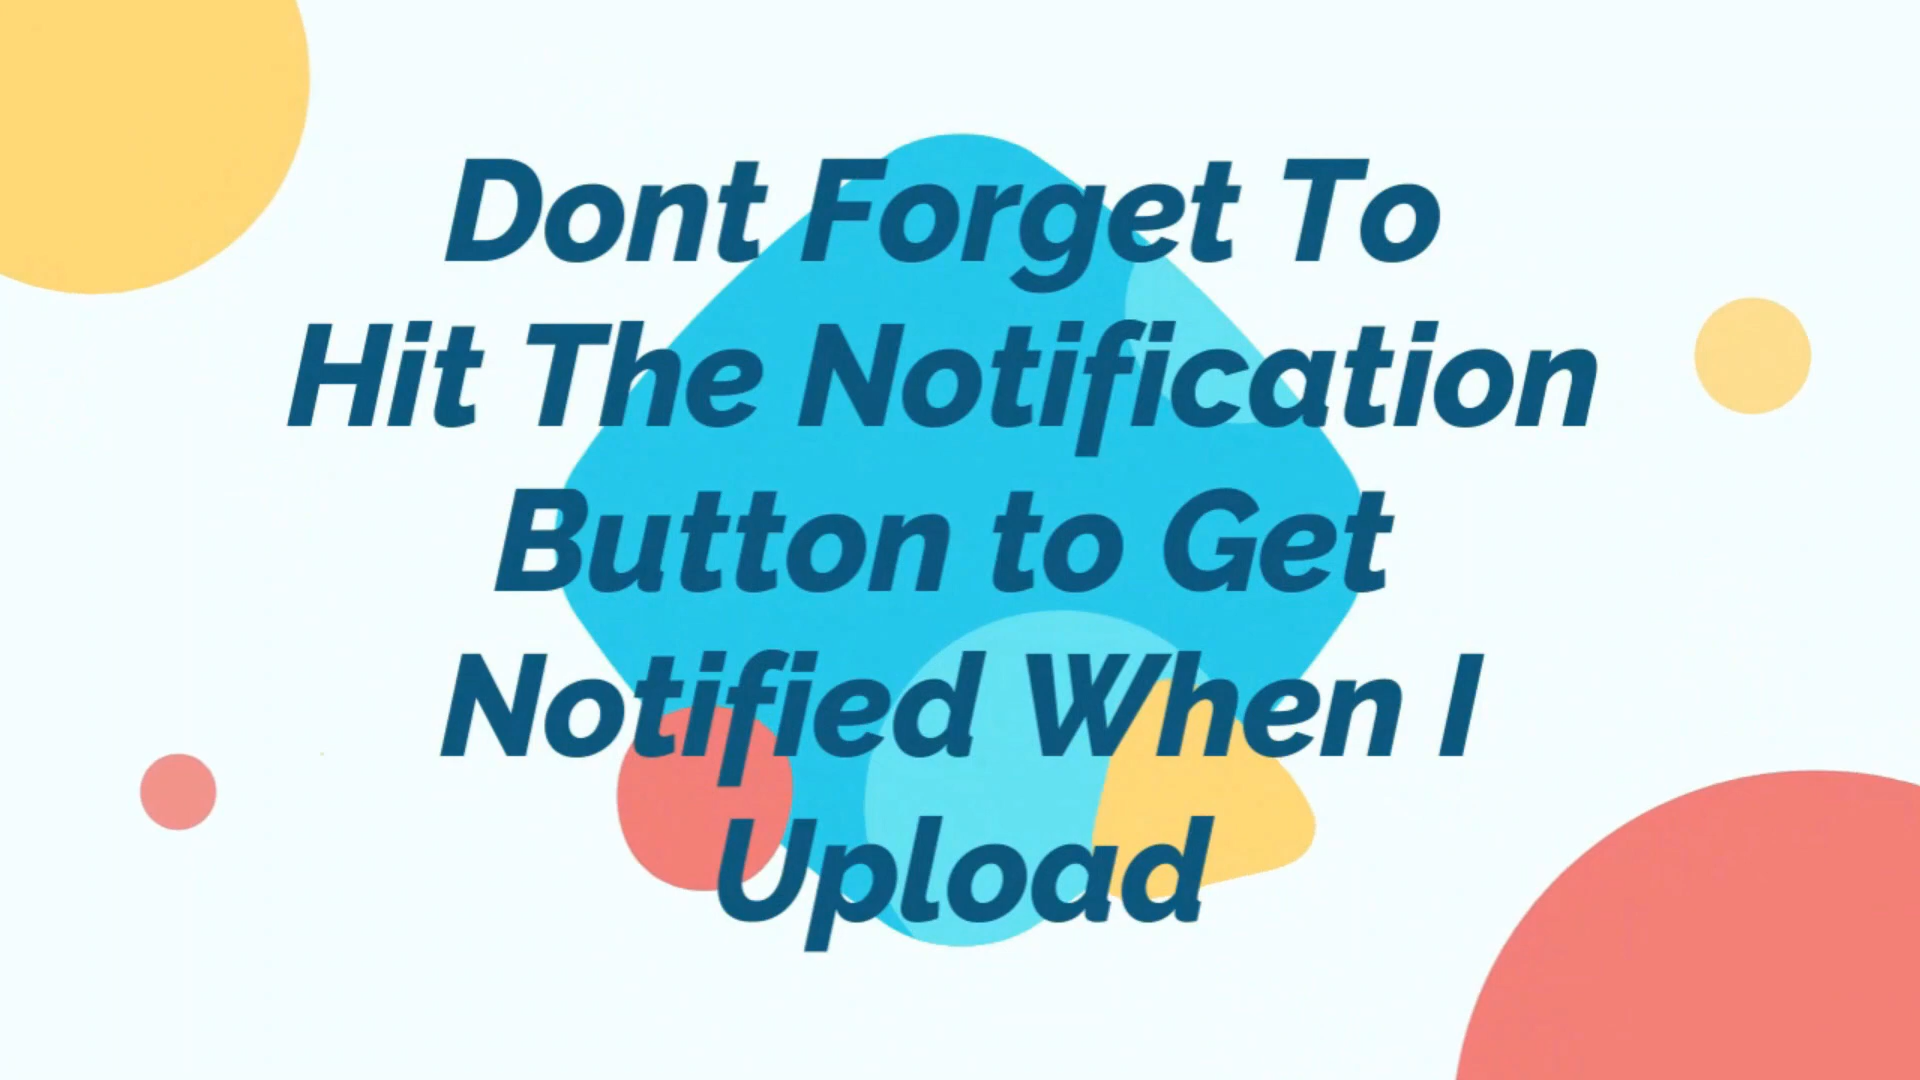 Dont Forget To
Hit The Notification
Button to Get
Notified When I
Upload